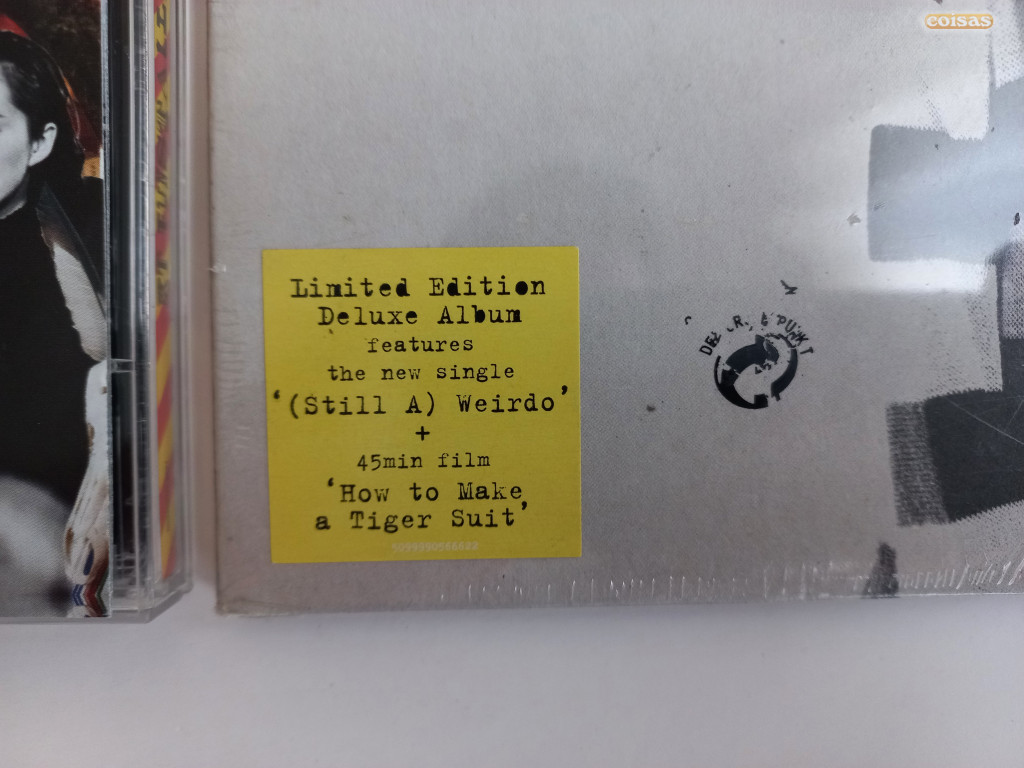 coisas
Limited Edition
Deluxe Album
features
the new single
‘(Still A) Weirdo’
+
45min film
‘How to Make
a Tiger Suit’